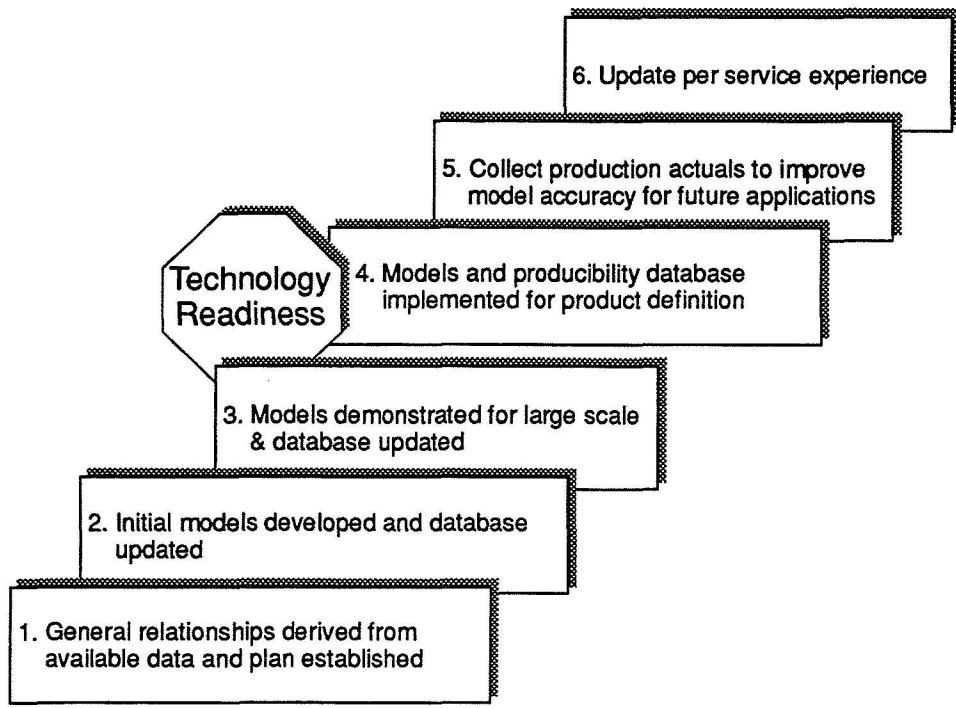 6. Update per service experience
5. Collect production actuals to improve
model accuracy for future applications
Technology
Readiness
4. Models and producibility database
implemented for product definition
3. Models demonstrated for large scale
& database updated
2. Initial models developed and database
updated
1. General relationships derived from
available data and plan established